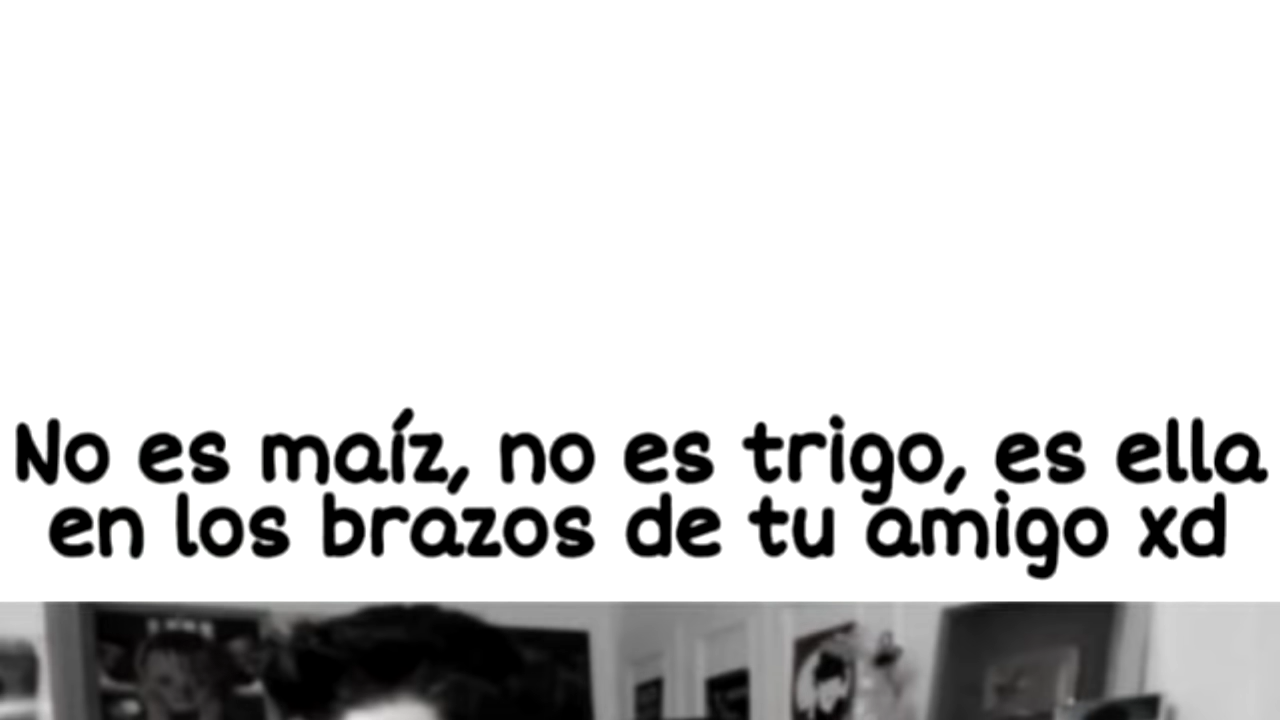 No es maíz, no es trigo, es ella
en los brazos de tu amigo xd